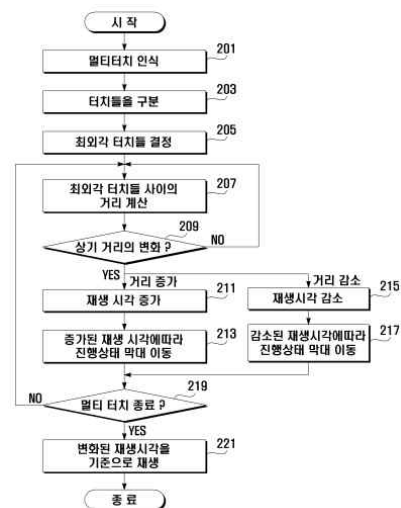 시 작
201
멀티터치 인식
203
터치들을 구분
205
최외각 터치들 결정
207
최외각 터치들 사이의
거리 계산
209
상기 거리의 변화 ?
NO
YES
거리 증가
거리 감소
211
재생 시각 증가
215
재생시각 감소
213
증가된 재생 시각에따라
진행상태 막대 이동
217
감소된 재생시각에따라
진행상태 막대 이동
219
NO
멀티 터치 종료 ?
YES
221
변화된 재생시각을
기준으로 재생
종 료